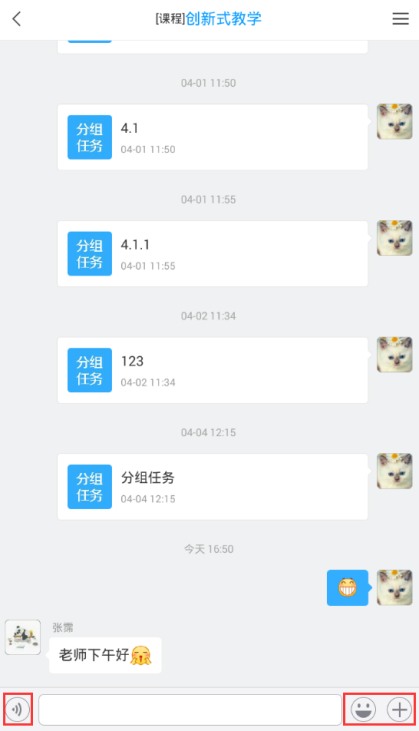 [课程]创新式教学
04-01 11:50
分组
任务
4.1
04-01 11:50
04-01 11:55
分组
任务
4.1.1
04-01 11:55
04-02 11:34
分组
任务
123
04-02 11:34
04-04 12:15
分组
任务
分组任务
04-04 12:15
今天 16:50
张霈
老师下午好